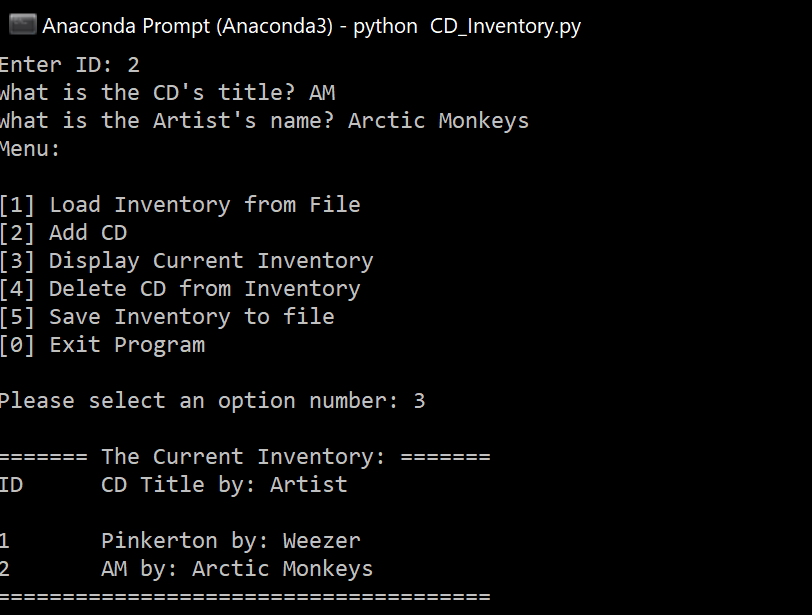 Anaconda Prompt (Anaconda3) - python  CD_Inventory.py
Enter ID: 2
What is the CD's title? AM
What is the Artist's name? Arctic Monkeys
Menu:
[1] Load Inventory from File
[2] Add CD
[3] Display Current Inventory
[4] Delete CD from Inventory
[5] Save Inventory to file
[0] Exit Program
Please select an option number: 3
======= The Current Inventory: =======
ID      CD Title by: Artist
1       Pinkerton by: Weezer
2       AM by: Arctic Monkeys
======================================